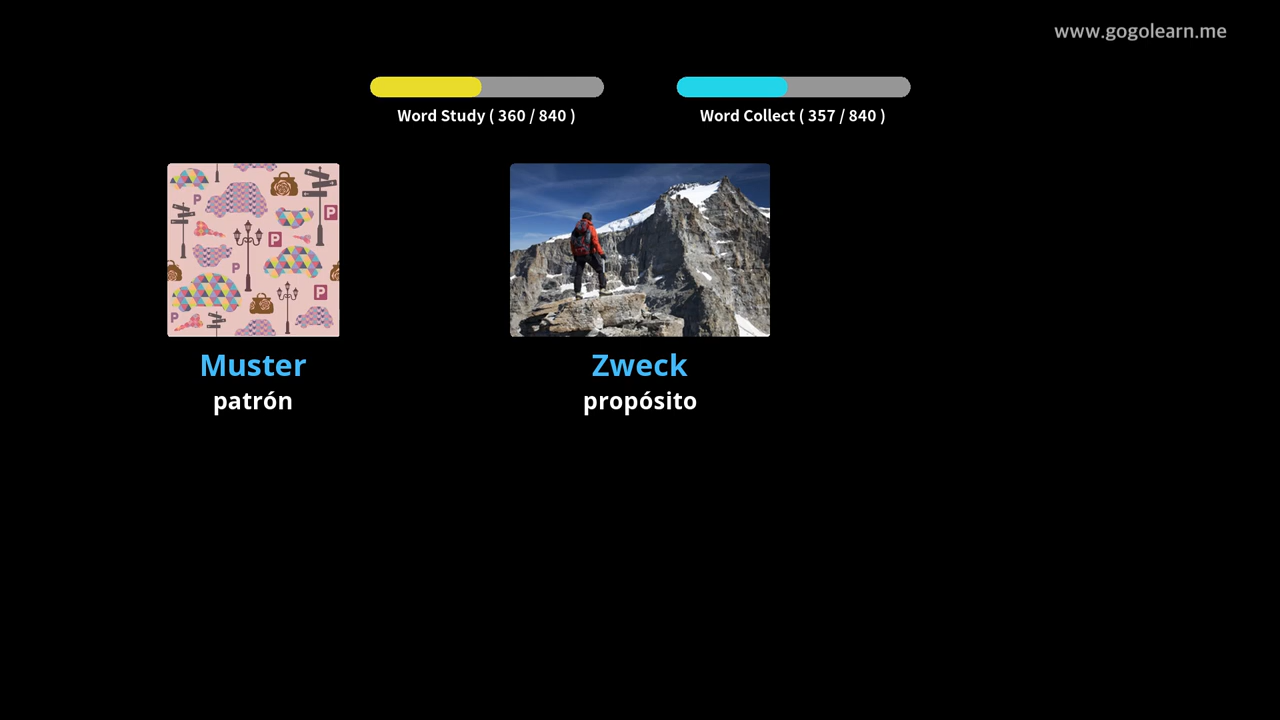 www.gogolearn.me
Word Study ( 360 / 840 )
Word Collect ( 357 / 840 )
P
P
P
P
P
P
Muster
patrón
Zweck
propósito